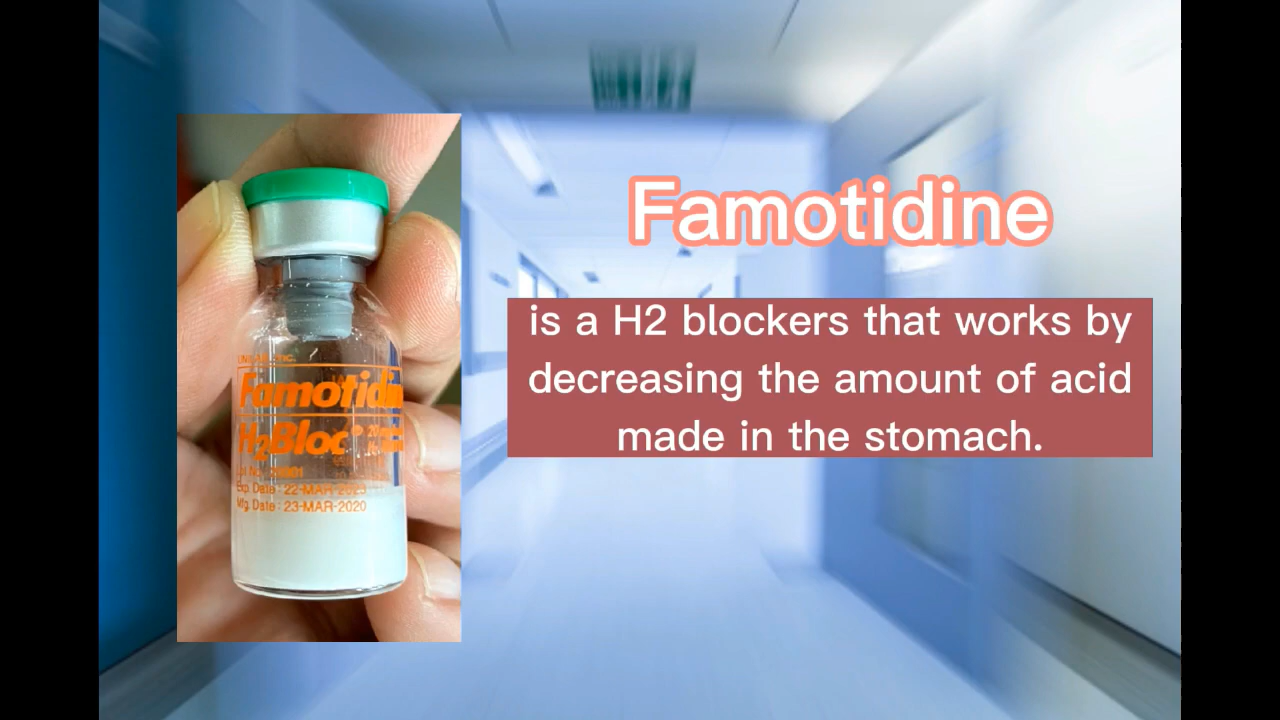 Famotidine
is a H2 blockers that works by
decreasing the amount of acid
made in the stomach.
Famotidin
H2Bloc®
Exp. Date : 22-MAR-2023
Mfg. Date : 23-MAR-2020